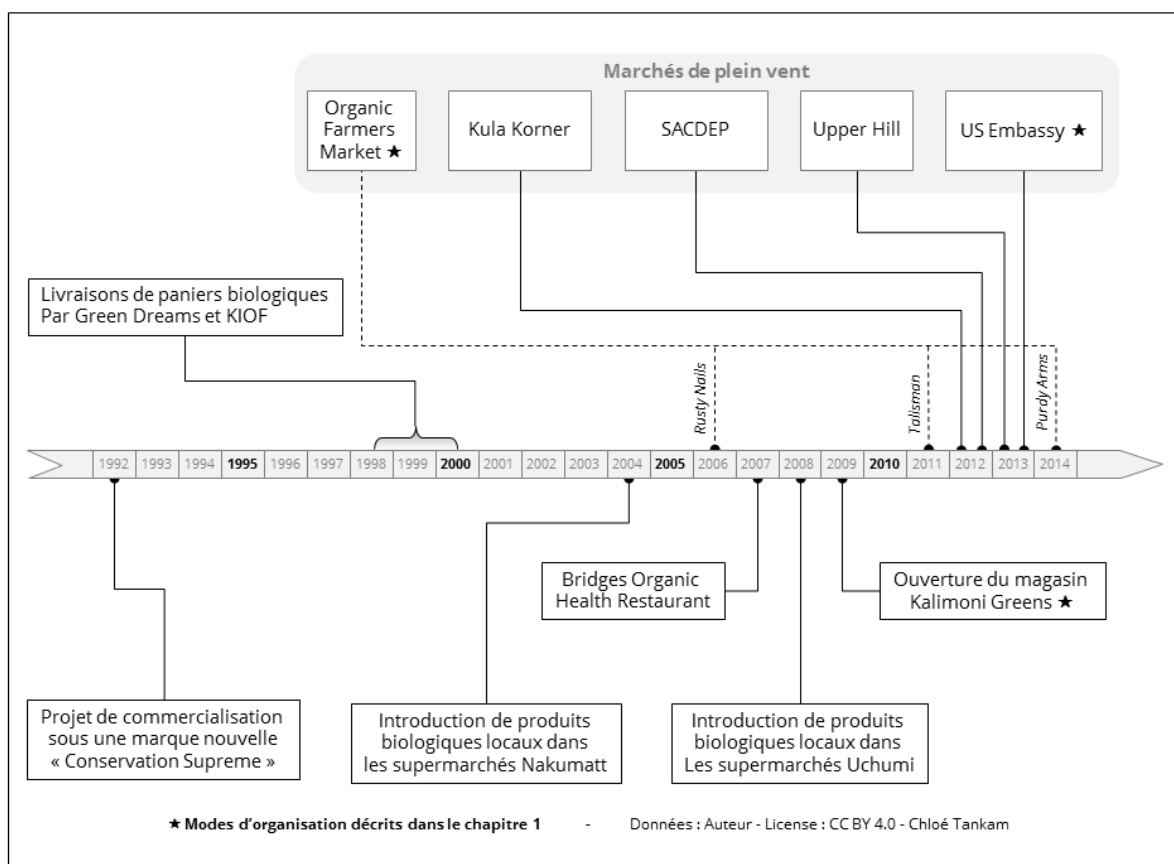 Marchés de plein vent
Organic
Farmers
Market ★
Kula Korner
SACDEP
Upper Hill
US Embassy ★
Livraisons de paniers biologiques
Par Green Dreams et KIOF
Rusty Nails
Talisman
Purdy Arms
1992 1993 1994 1995 1996 1997 1998 1999 2000 2001 2002 2003 2004 2005 2006 2007 2008 2009 2010 2011 2012 2013 2014
Bridges Organic
Health Restaurant
Ouverture du magasin
Kalimoni Greens ★
Projet de commercialisation
sous une marque nouvelle
« Conservation Supreme »
Introduction de produits
biologiques locaux dans
les supermarchés Nakumatt
Introduction de produits
biologiques locaux dans
Les supermarchés Uchumi
★ Modes d'organisation décrits dans le chapitre 1 - Données : Auteur - License : CC BY 4.0 - Chloé Tankam